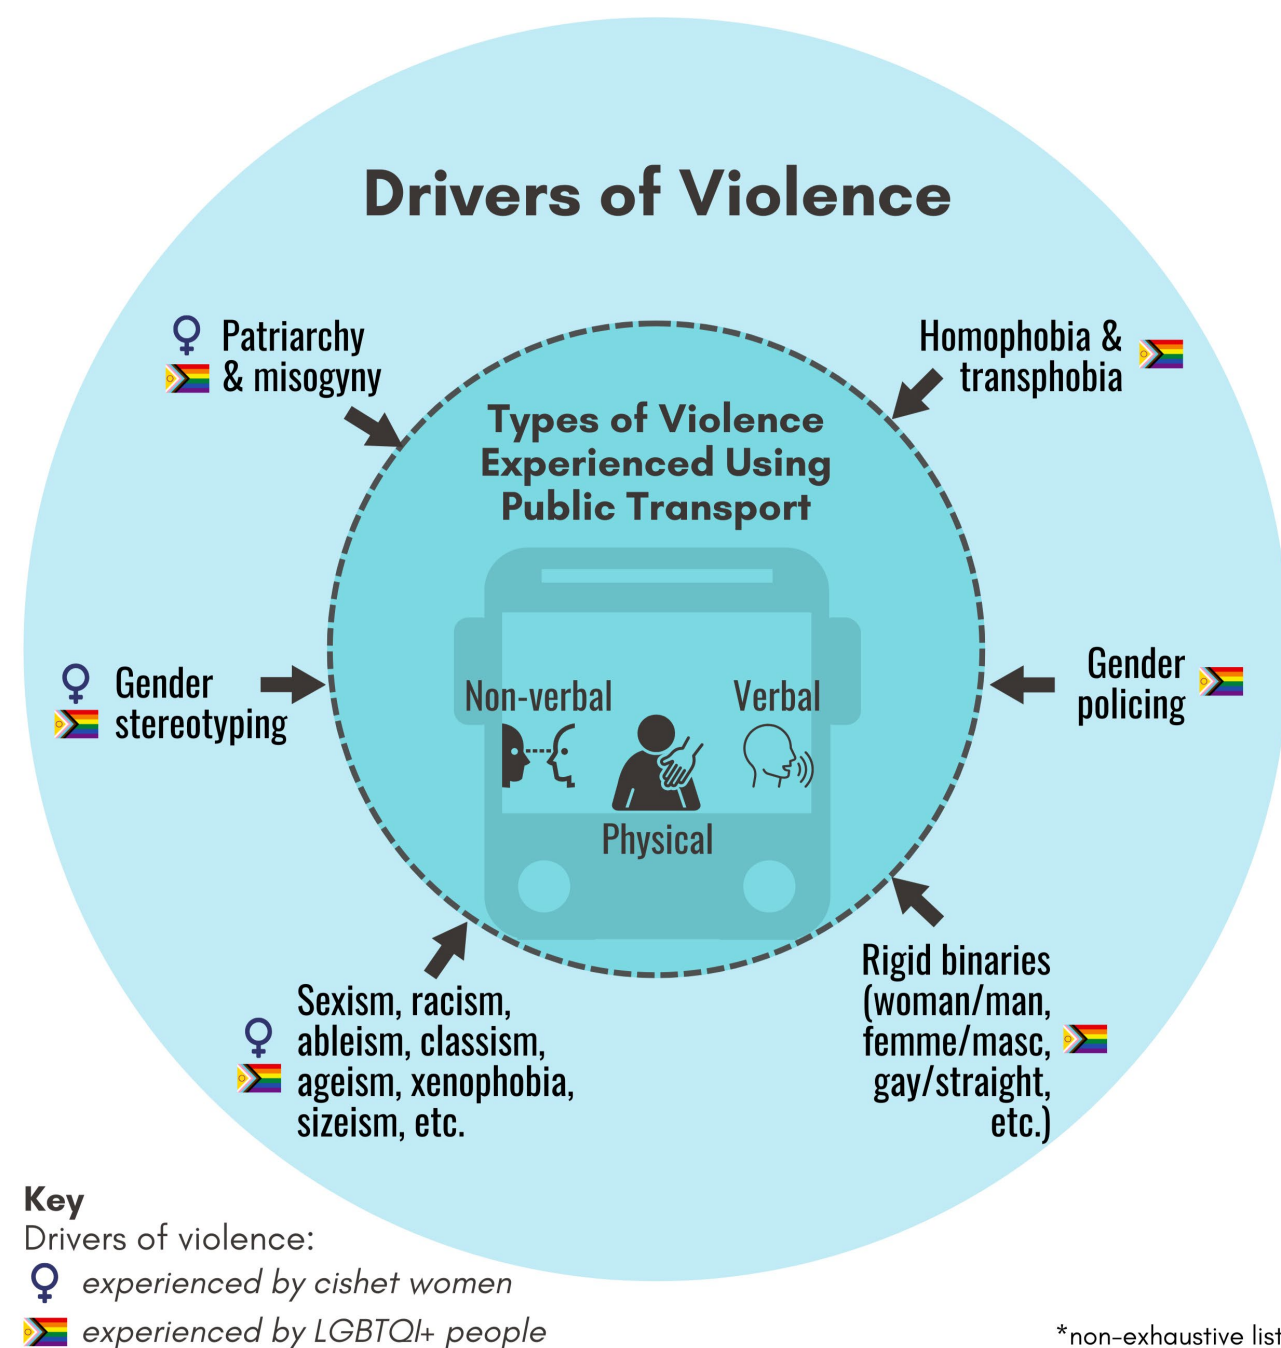 Drivers of Violence
Patriarchy
& misogyny
Homophobia &
transphobia
Types of Violence
Experienced Using
Public Transport
Gender
stereotyping
Gender
policing
Non-verbal
Verbal
Physical
Sexism, racism,
ableism, classism,
ageism, xenophobia,
sizeism, etc.
Rigid binaries
(woman/man,
femme/masc,
gay/straight,
etc.)
Key
Drivers of violence:
experienced by cishet women
experienced by LGBTQI+ people
*non-exhaustive list